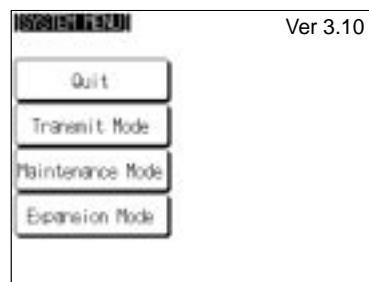 [SYSTEM MENU]
Ver 3.10
Quit
Transmit Mode
Maintenance Mode
Expansion Mode